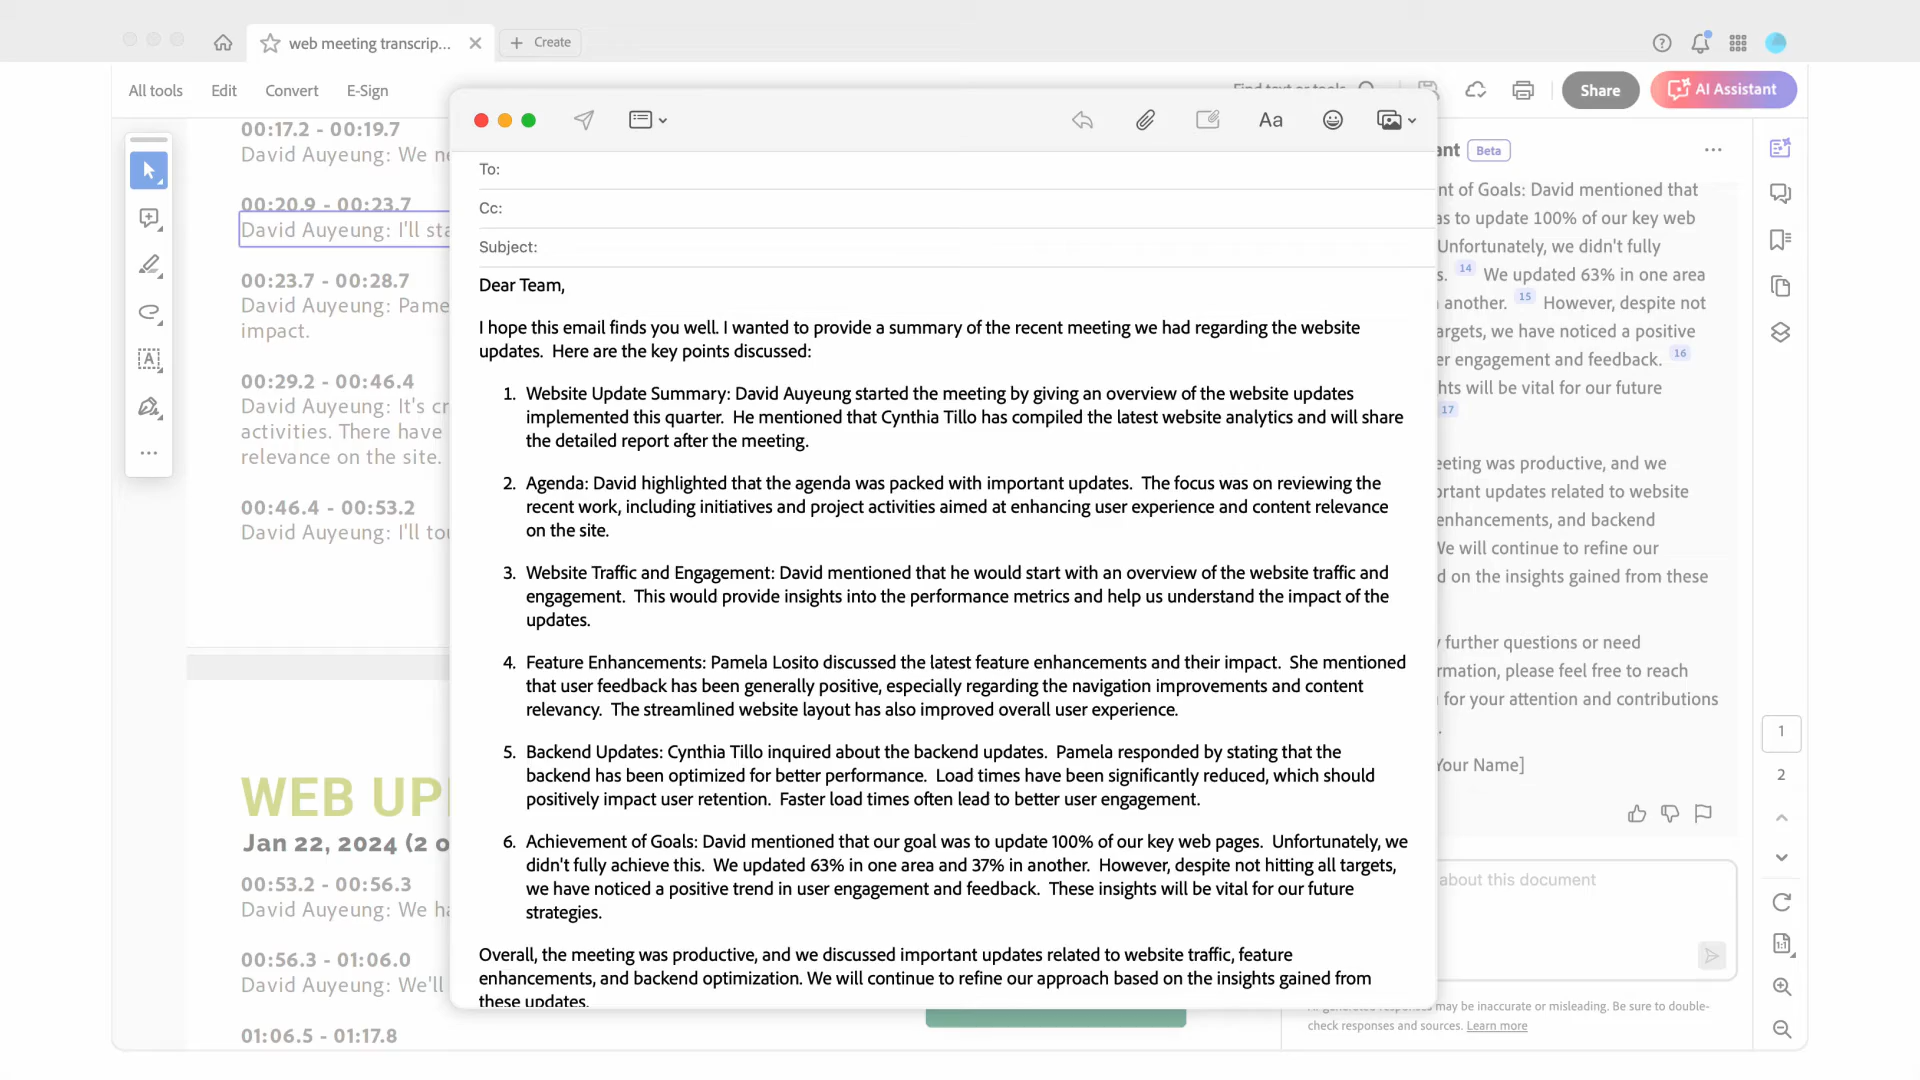 web meeting transcrip...
Create
All tools
Edit
Convert
E-Sign
Find text or tools
Share
AI Assistant
00:17.2 - 00:19.7
David Auyeung: We
00:20.9 - 00:23.7
David Auyeung: I'll
00:23.7 - 00:28.7
David Auyeung:
impact.
00:29.2 - 00:46.4
David Auyeung: It's
activities. There have
relevance on the site.
00:46.4 - 00:53.2
David Auyeung: I'll
WEB
Jan 22, 2024 (2
00:53.2 - 00:56.3
David Auyeung: We
00:56.3 - 01:06.0
David Auyeung: We'll
01:06.5 - 01:17.8
Aa
To:
Cc:
Subject:
Dear Team,
I hope this email finds you well. I wanted to provide a summary of the recent meeting we had regarding the website
updates. Here are the key points discussed:
1. Website Update Summary: David Auyeung started the meeting by giving an overview of the website updates
implemented this quarter. He mentioned that Cynthia Tillo has compiled the latest website analytics and will share
the detailed report after the meeting.
2. Agenda: David highlighted that the agenda was packed with important updates. The focus was on reviewing the
recent work, including initiatives and project activities aimed at enhancing user experience and content relevance
on the site.
3. Website Traffic and Engagement: David mentioned that he would start with an overview of the website traffic and
engagement. This would provide insights into the performance metrics and help us understand the impact of the
updates.
4. Feature Enhancements: Pamela Losito discussed the latest feature enhancements and their impact. She mentioned
that user feedback has been generally positive, especially regarding the navigation improvements and content
relevancy. The streamlined website layout has also improved overall user experience.
5. Backend Updates: Cynthia Tillo inquired about the backend updates. Pamela responded by stating that the
backend has been optimized for better performance. Load times have been significantly reduced, which should
positively impact user retention. Faster load times often lead to better user engagement.
6. Achievement of Goals: David mentioned that our goal was to update 100% of our key web pages. Unfortunately, we
didn't fully achieve this. We updated 63% in one area and 37% in another. However, despite not hitting all targets,
we have noticed a positive trend in user engagement and feedback. These insights will be vital for our future
strategies.
Overall, the meeting was productive, and we discussed important updates related to website traffic, feature
enhancements, and backend optimization. We will continue to refine our approach based on the insights gained from
these updates.
Beta
of Goals: David mentioned that
to update 100% of our key web
Unfortunately, we didn't fully
14 We updated 63% in one area
another. 15 However, despite not
we have noticed a positive
engagement and feedback. 16
will be vital for our future
17
was productive, and we
updates related to website
enhancements, and backend
We will continue to refine our
on the insights gained from these
further questions or need
please feel free to reach
for your attention and contributions
Your Name]
about this document
may be inaccurate or misleading. Be sure to double-
check responses and sources. Learn more
1
2